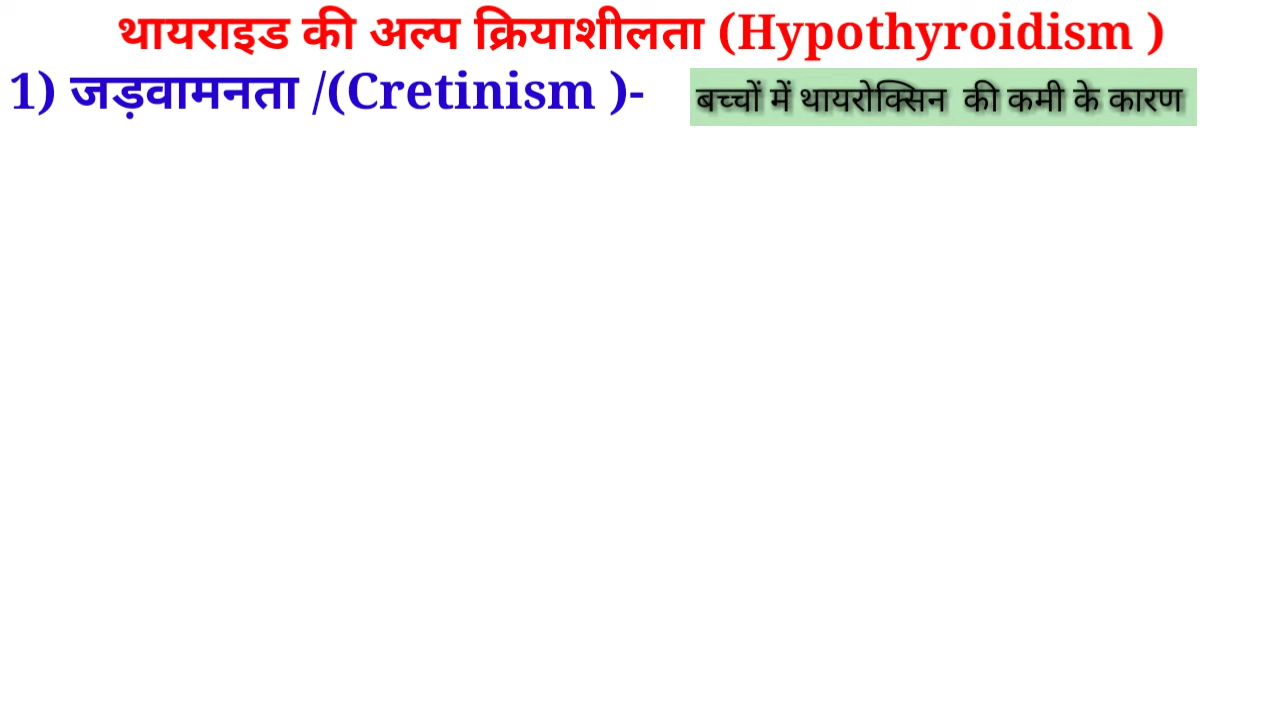 थायराइड की अल्प क्रियाशीलता (Hypothyroidism )
1) जड़वामनता /(Cretinism )- बच्चों में थायरोक्सिन  की कमी के कारण